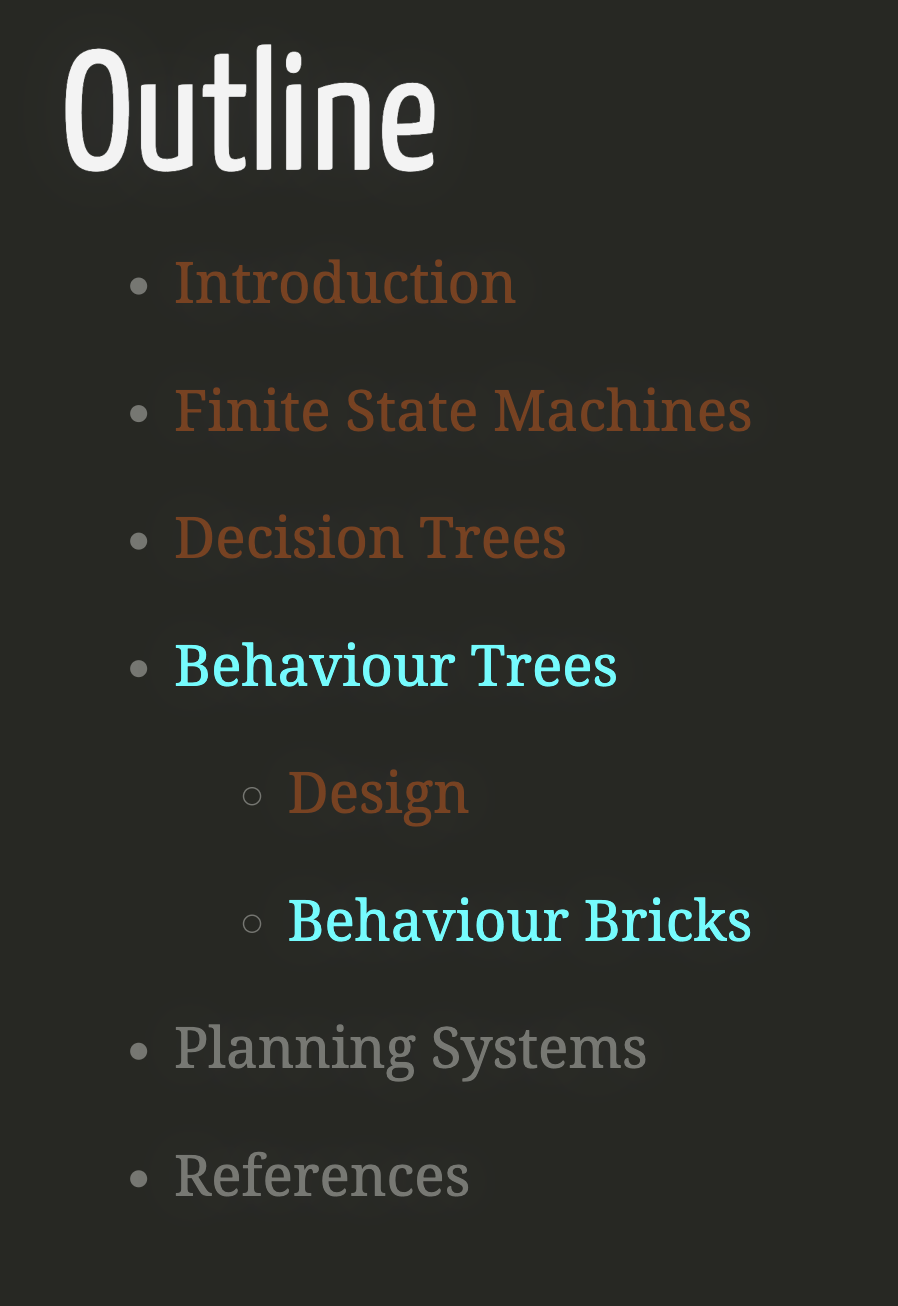 Outline
Introduction
Finite State Machines
Decision Trees
Behaviour Trees
Design
Behaviour Bricks
Planning Systems
References